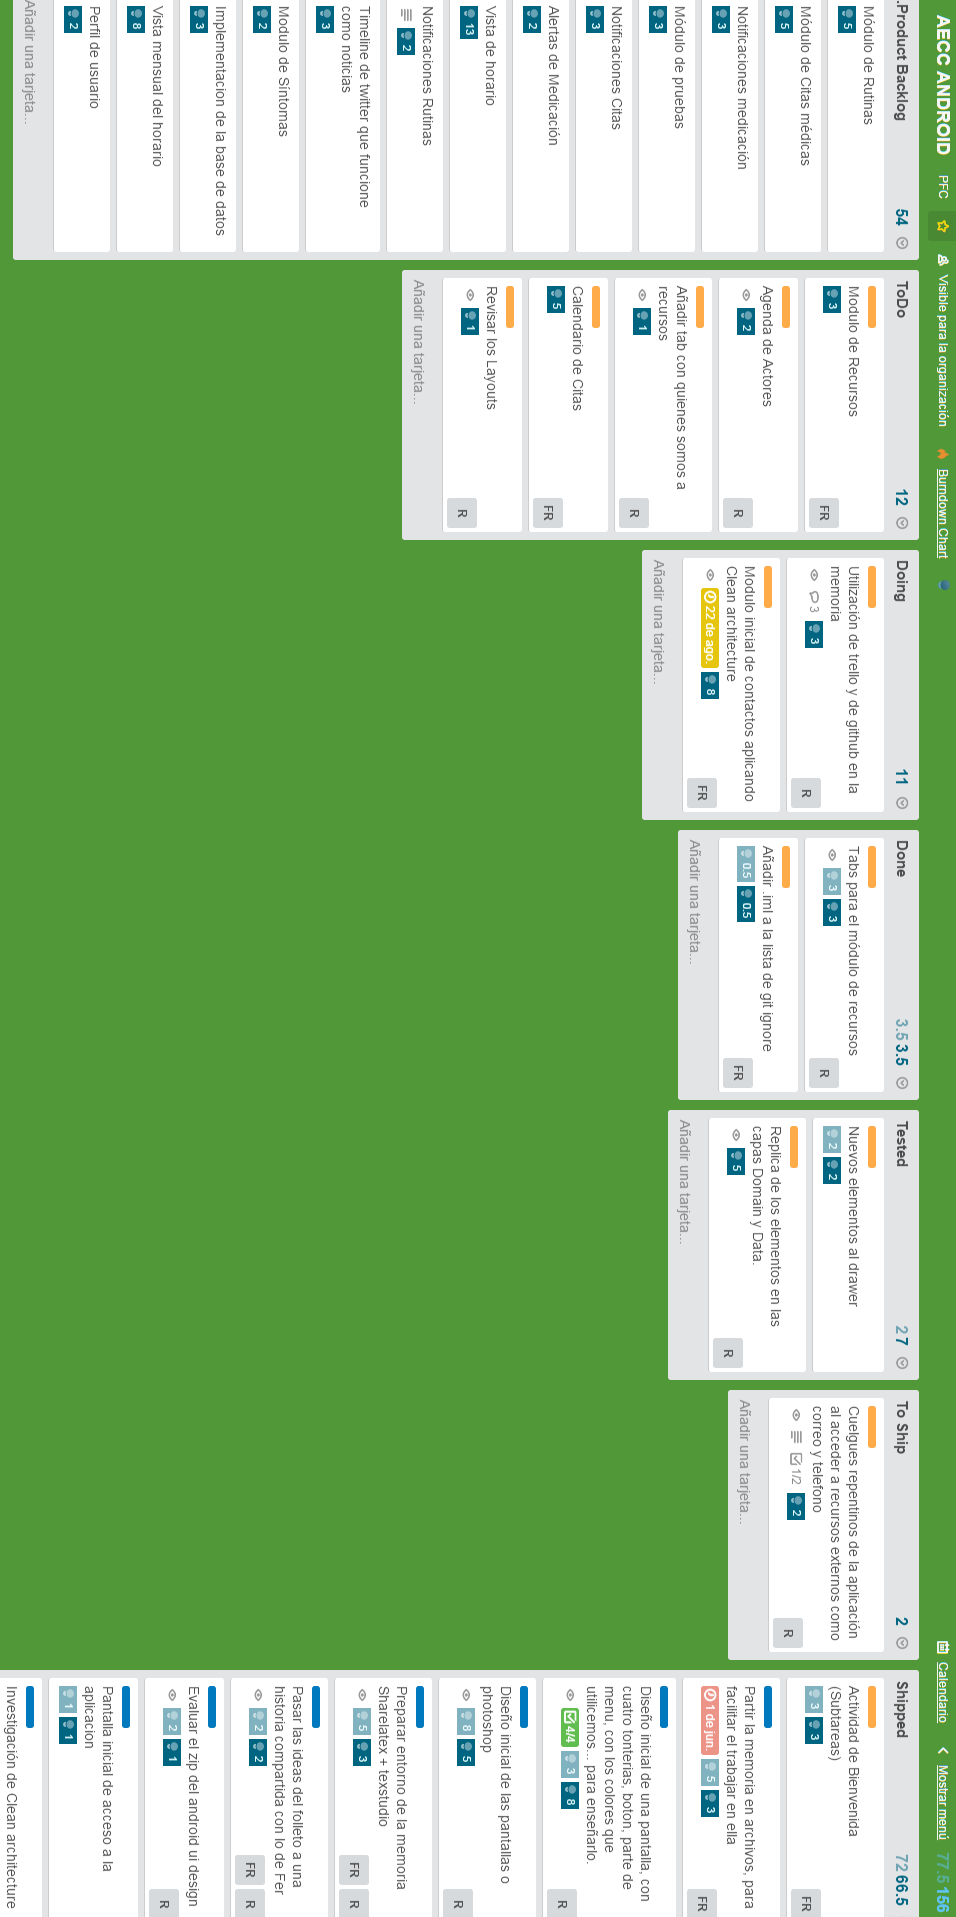 AECC ANDROID PFC Visible para la organización Burndown Chart Calendario Mostrar menú 77.5 156
.Product Backlog 54
Módulo de Rutinas
5
Módulo de Citas médicas
5
Notificaciones medicación
3
Módulo de pruebas
3
Notificaciones Citas
3
Alertas de Medicación
2
Vista de horario
13
Notificaciones Rutinas
2
Timeline de twitter que funcione
como noticias
3
Modulo de Síntomas
2
Implementacion de la base de datos
3
Vista mensual del horario
8
Perfil de usuario
2
Añadir una tarjeta...
ToDo 12
Modulo de Recursos
3
FR
Agenda de Actores
2
R
Añadir tab con quienes somos a
recursos
1
R
Calendario de Citas
5
FR
Revisar los Layouts
1
R
Añadir una tarjeta...
Doing 11
Utilización de trello y de github en la
memoria
3 3
R
Modulo inicial de contactos aplicando
Clean architecture
22 de ago. 8
FR
Añadir una tarjeta...
Done 3.5 3.5
Tabs para el módulo de recursos
3 3
R
Añadir .iml a la lista de git ignore
0.5 0.5
FR
Añadir una tarjeta...
Tested 2 7
Nuevos elementos al drawer
2 2
Replica de los elementos en las
capas Domain y Data.
5
R
Añadir una tarjeta...
To Ship 2
Cuelgues repentinos de la aplicación
al acceder a recursos externos como
correo y telefono
1/2 2
R
Añadir una tarjeta...
Shipped 72 66.5
Actividad de Bienvenida
(Subtareas)
3 3
FR
Partir la memoria en archivos, para
facilitar el trabajar en ella
1 de jun. 5 3
FR
Diseño inicial de una pantalla, con
cuatro tonterias, boton, parte de
menu, con los colores que
utilicemos... para enseñarlo.
4/4 3 8
R
Diseño inicial de las pantallas o
photoshop
8 5
R
Preparar entorno de la memoria
Sharelatex + texstudio
5 3
FR R
Pasar las ideas del folleto a una
historia compartida con lo de Fer
2 2
FR R
Evaluar el zip del android ui design
2 1
R
Pantalla inicial de acceso a la
aplicacion
1 1
Investigación de Clean architecture